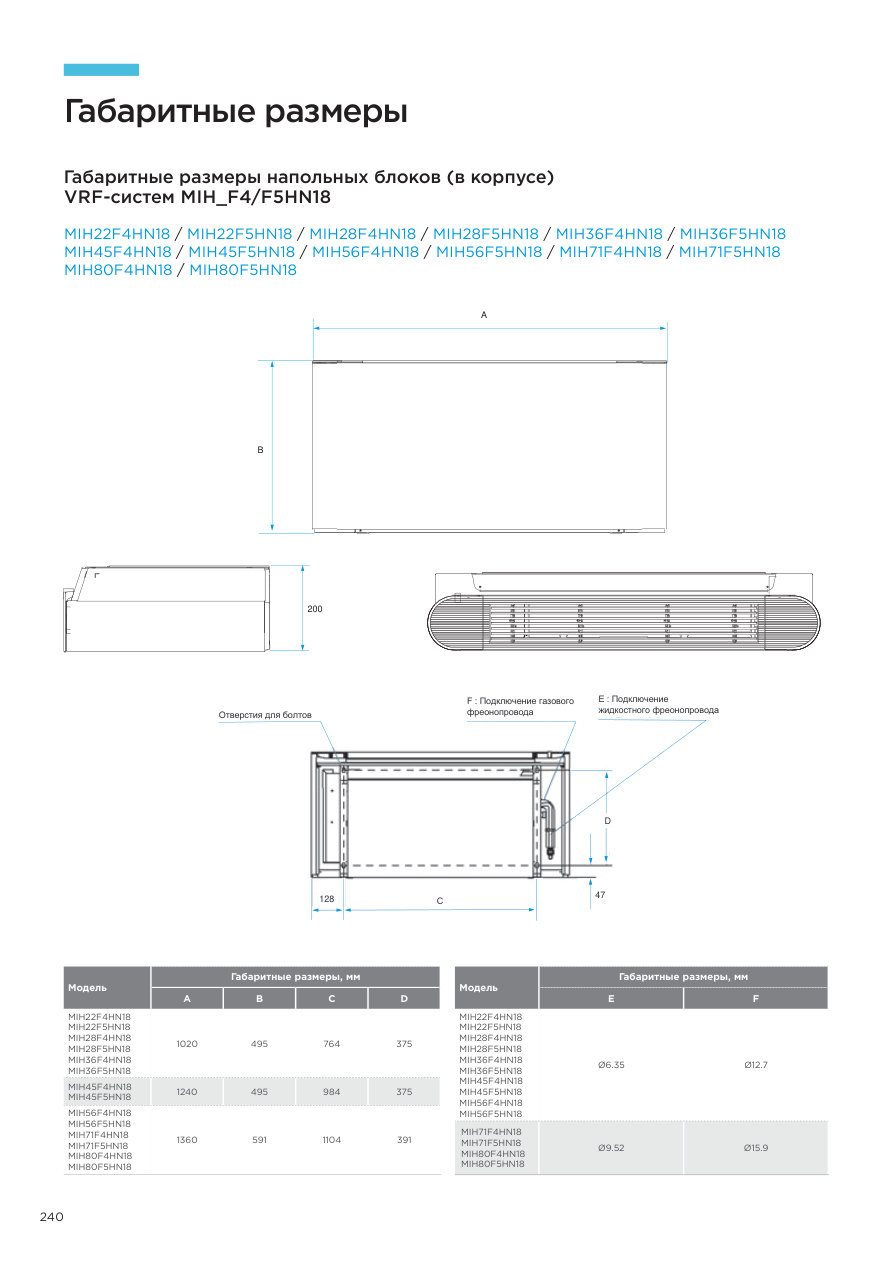 Габаритные размеры
Габаритные размеры напольных блоков (в корпусе)
VRF-систем MIH_F4/F5HN18
MIH22F4HN18 / MIH22F5HN18 / MIH28F4HN18 / MIH28F5HN18 / MIH36F4HN18 / MIH36F5HN18
MIH45F4HN18 / MIH45F5HN18 / MIH56F4HN18 / MIH56F5HN18 / MIH71F4HN18 / MIH71F5HN18
MIH80F4HN18 / MIH80F5HN18
A
B
200
Отверстия для болтов
F : Подключение газового
фреонопровода
E : Подключение
жидкостного фреонопровода
D
47
128
C
Модель
Габаритные размеры, мм
A B C D
MIH22F4HN18
MIH22F5HN18
MIH28F4HN18
MIH28F5HN18
MIH36F4HN18
MIH36F5HN18
1020 495 764 375
MIH45F4HN18
MIH45F5HN18
1240 495 984 375
MIH56F4HN18
MIH56F5HN18
MIH71F4HN18
MIH71F5HN18
MIH80F4HN18
MIH80F5HN18
1360 591 1104 391
Модель
Габаритные размеры, мм
E F
MIH22F4HN18
MIH22F5HN18
MIH28F4HN18
MIH28F5HN18
MIH36F4HN18
MIH36F5HN18
MIH45F4HN18
MIH45F5HN18
MIH56F4HN18
MIH56F5HN18
Ø6.35 Ø12.7
MIH71F4HN18
MIH71F5HN18
MIH80F4HN18
MIH80F5HN18
Ø9.52 Ø15.9
240